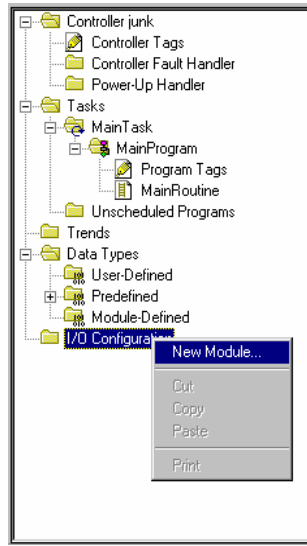 Controller junk
Controller Tags
Controller Fault Handler
Power-Up Handler
Tasks
MainTask
MainProgram
Program Tags
MainRoutine
Unscheduled Programs
Trends
Data Types
User-Defined
Predefined
Module-Defined
I/O Configuration
New Module...
Cut
Copy
Paste
Print